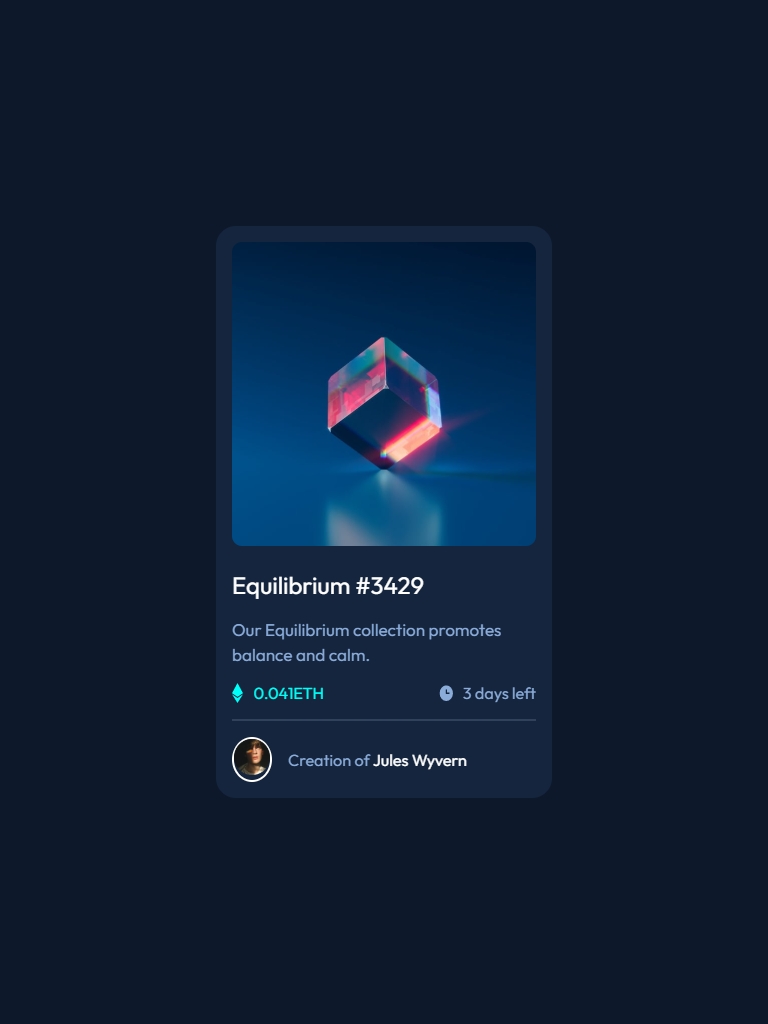 Equilibrium #3429
Our Equilibrium collection promotes
balance and calm.
0.041ETH 3 days left
Creation of Jules Wyvern